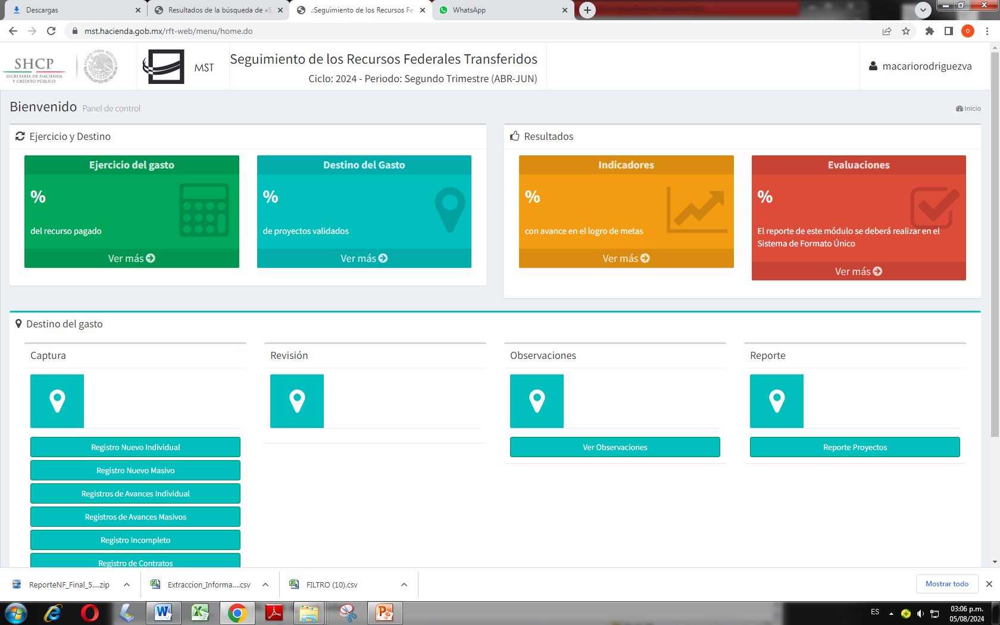 Descargas
Resultados de la búsqueda de «S
.:Seguimiento de los Recursos Fe
WhatsApp
mst.hacienda.gob.mx/rft-web/menu/home.do
O
SHCP
SECRETARÍA DE HACIENDA
Y CRÉDITO PÚBLICO
ESTADOS UNIDOS MEXICANOS
MST
Seguimiento de los Recursos Federales Transferidos
Ciclo: 2024 - Periodo: Segundo Trimestre (ABR-JUN)
macariorodriguezva
Bienvenido Panel de control
Inicio
Ejercicio y Destino
Ejercicio del gasto
%
del recurso pagado
Ver más
Destino del Gasto
%
de proyectos validados
Ver más
Resultados
Indicadores
%
con avance en el logro de metas
Ver más
Evaluaciones
%
El reporte de este módulo se deberá realizar en el
Sistema de Formato Único
Ver más
Destino del gasto
Captura
Registro Nuevo Individual
Registro Nuevo Masivo
Registros de Avances Individual
Registros de Avances Masivos
Registro Incompleto
Registro de Contratos
Revisión
Observaciones
Ver Observaciones
Reporte
Reporte Proyectos
ReporteNF_Final_5....zip
Extraccion_Informa....csv
FILTRO (10).csv
Mostrar todo
ES
03:06 p.m.
05/08/2024